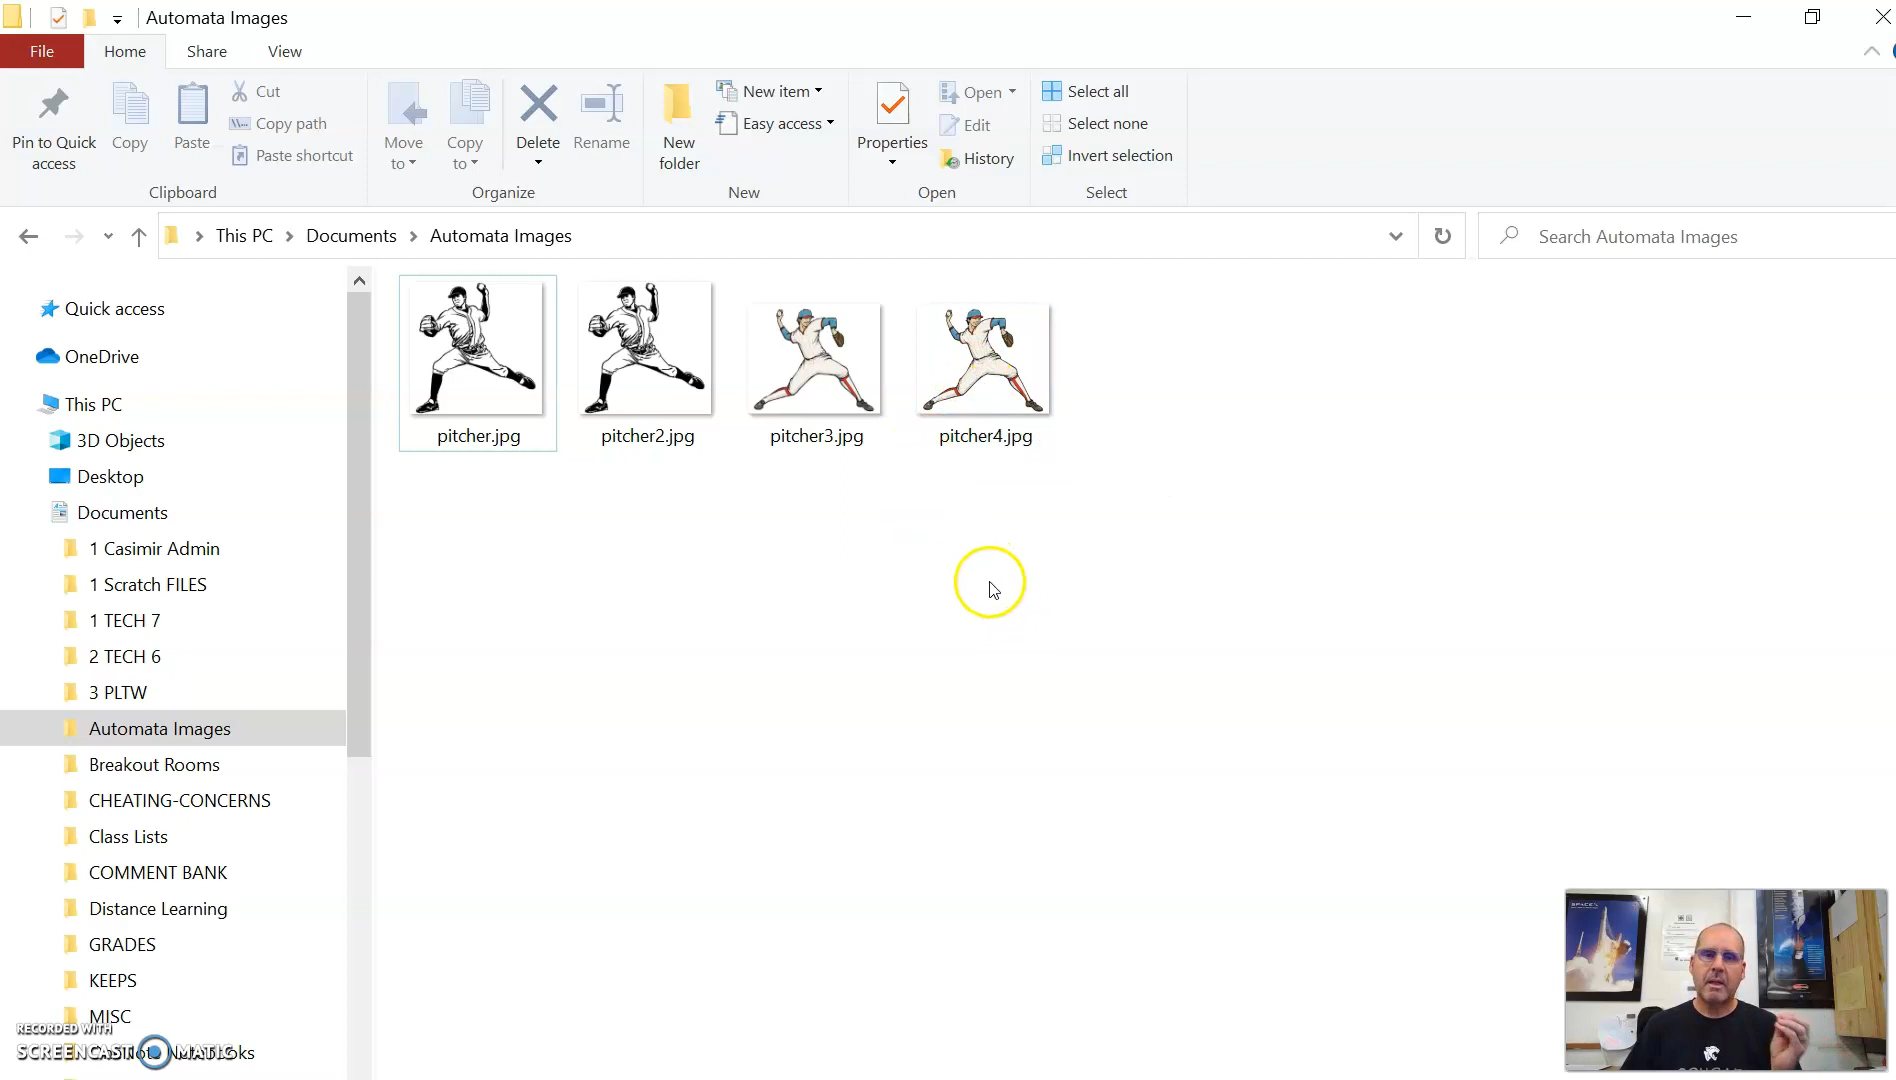 Automata Images
File
Home
Share
View
Pin to Quick access
Copy
Paste
Cut
Copy path
Paste shortcut
Clipboard
Move to
Copy to
Delete
Rename
Organize
New folder
New item
Easy access
New
Properties
Open
Edit
History
Open
Select all
Select none
Invert selection
Select
This PC
Documents
Automata Images
Search Automata Images
Quick access
OneDrive
This PC
3D Objects
Desktop
Documents
1 Casimir Admin
1 Scratch FILES
1 TECH 7
2 TECH 6
3 PLTW
Automata Images
Breakout Rooms
CHEATING-CONCERNS
Class Lists
COMMENT BANK
Distance Learning
GRADES
KEEPS
MISC
pitcher.jpg
pitcher2.jpg
pitcher3.jpg
pitcher4.jpg
RECORDED WITH
SCREENCAST-O-MATIC
SPACEX